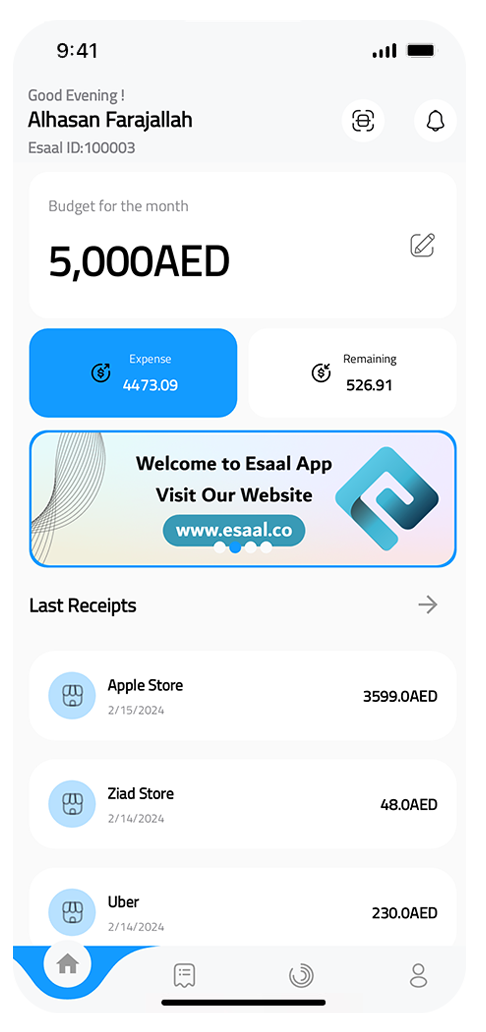 9:41
Good Evening !
Alhasan Farajallah
Esaal ID:100003
Budget for the month
5,000AED
Expense
4473.09
Remaining
526.91
Welcome to Esaal App
Visit Our Website
www.esaal.co
Last Receipts
Apple Store
3599.0AED
2/15/2024
Ziad Store
48.0AED
2/14/2024
Uber
230.0AED
2/14/2024